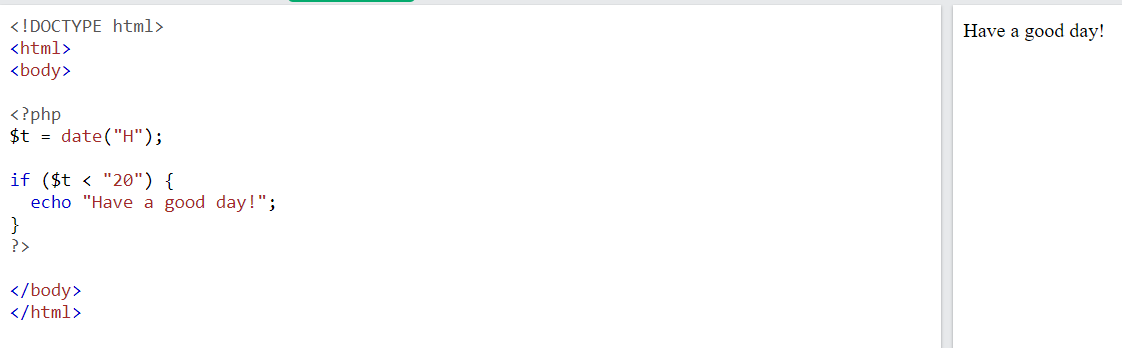 <!DOCTYPE html>
<html>
<body>
<?php
$t = date("H");
if ($t < "20") {
  echo "Have a good day!";
}
?>
</body>
</html>
Have a good day!